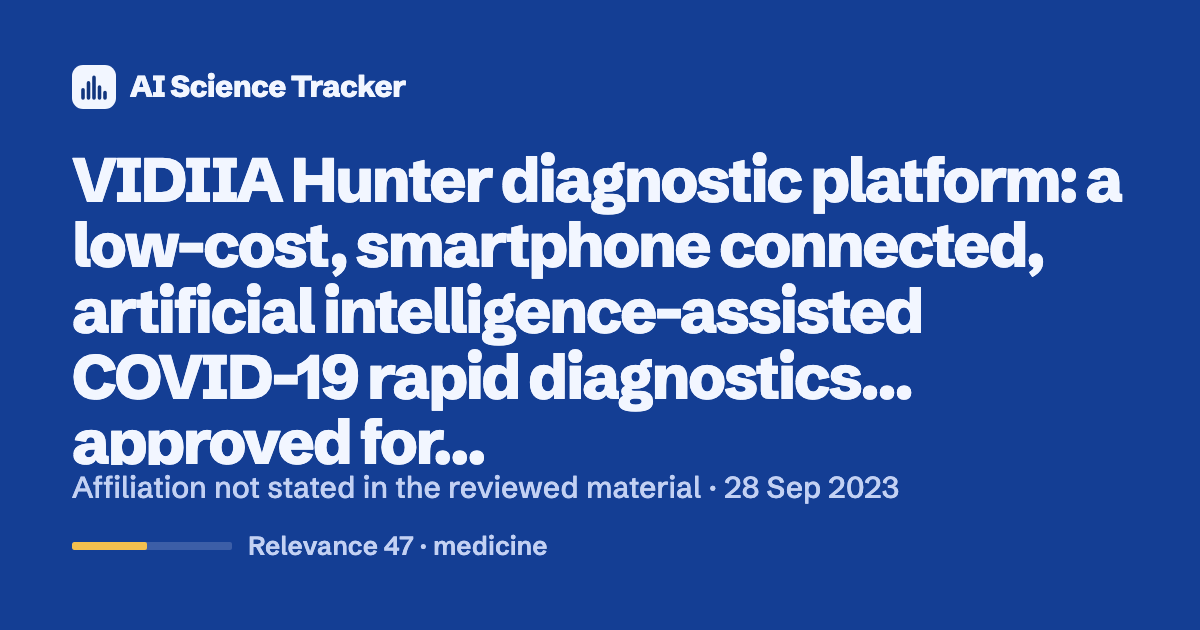 AI Science Tracker
VIDIIA Hunter diagnostic platform: a
low-cost, smartphone connected,
artificial intelligence-assisted
COVID-19 rapid diagnostics...
approved for...
Affiliation not stated in the reviewed material · 28 Sep 2023
Relevance 47 · medicine